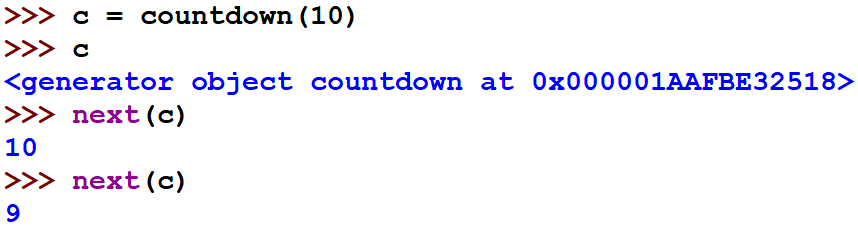 >>> c = countdown(10)
>>> c
<generator object countdown at 0x000001AAFBE32518>
>>> next(c)
10
>>> next(c)
9